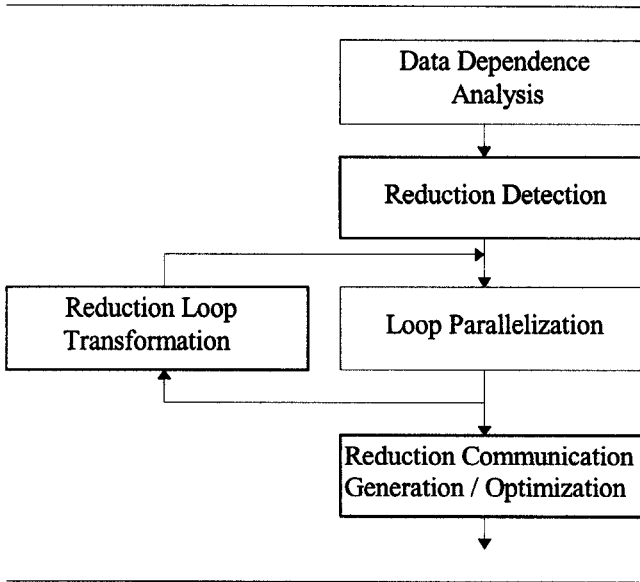 Data Dependence
Analysis
Reduction Detection
Reduction Loop
Transformation
Loop Parallelization
Reduction Communication
Generation / Optimization